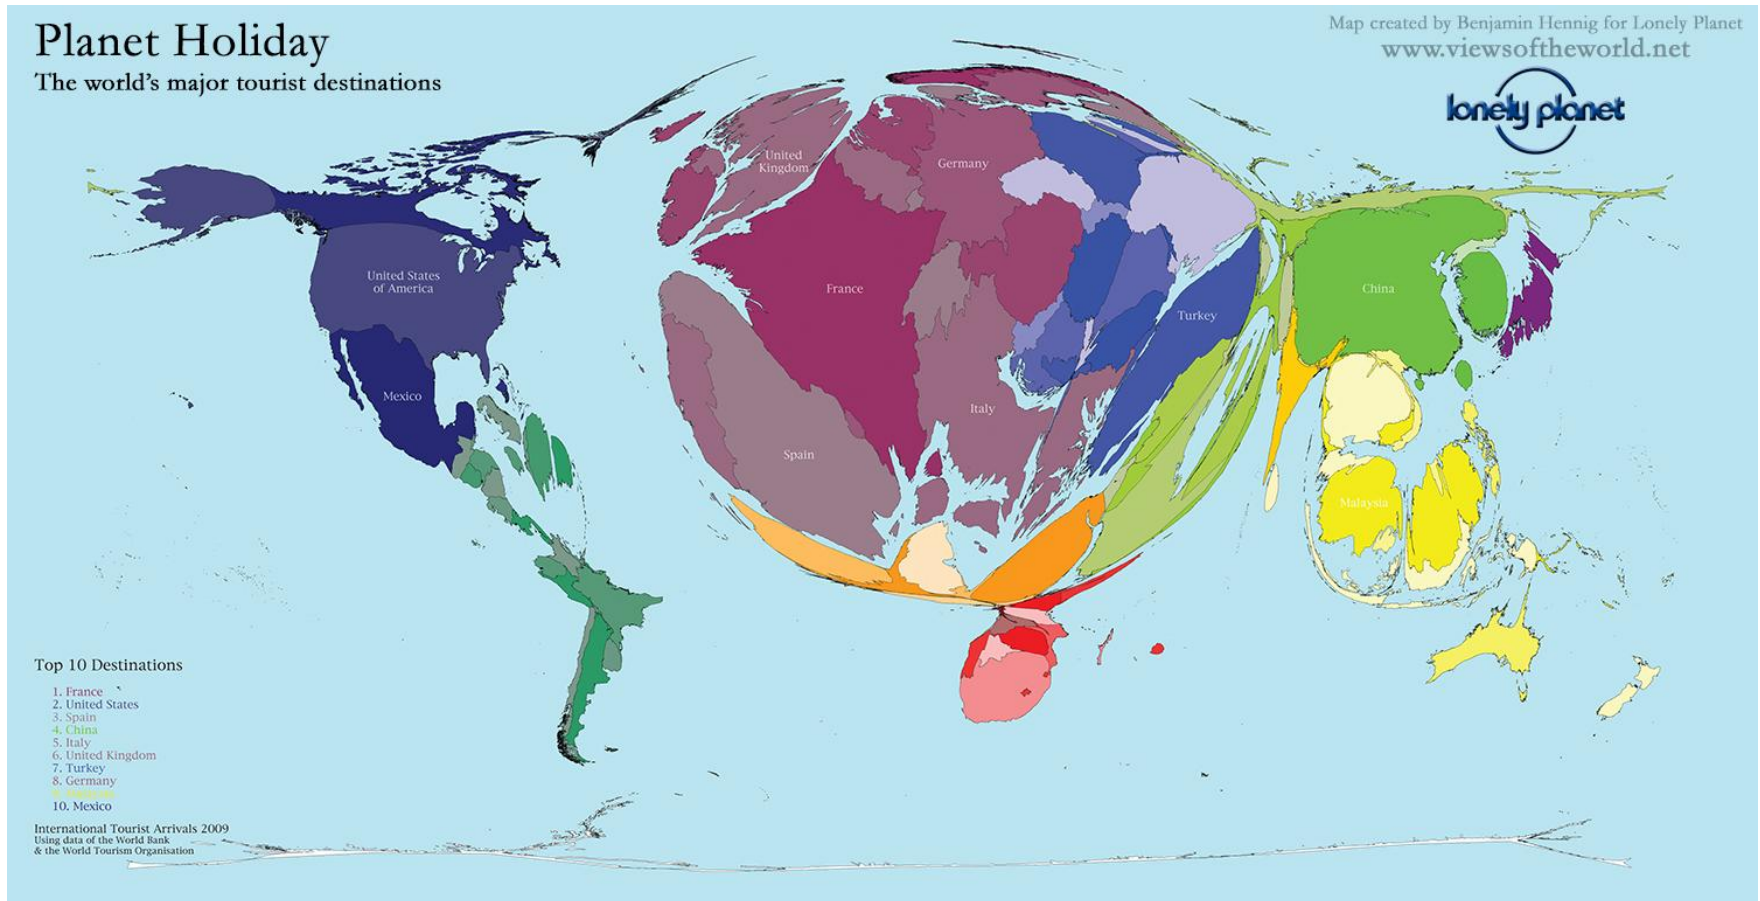 Planet Holiday
The world's major tourist destinations
Map created by Benjamin Hennig for Lonely Planet
www.viewsoftheworld.net
lonely planet
United
Kingdom
Germany
United States
of America
France
China
Turkey
Mexico
Italy
Spain
Malaysia
Top 10 Destinations
1. France
2. United States
3. Spain
4. China
5. Italy
6. United Kingdom
7. Turkey
8. Germany
9. Malaysia
10. Mexico
International Tourist Arrivals 2009
Using data of the World Bank
& the World Tourism Organisation